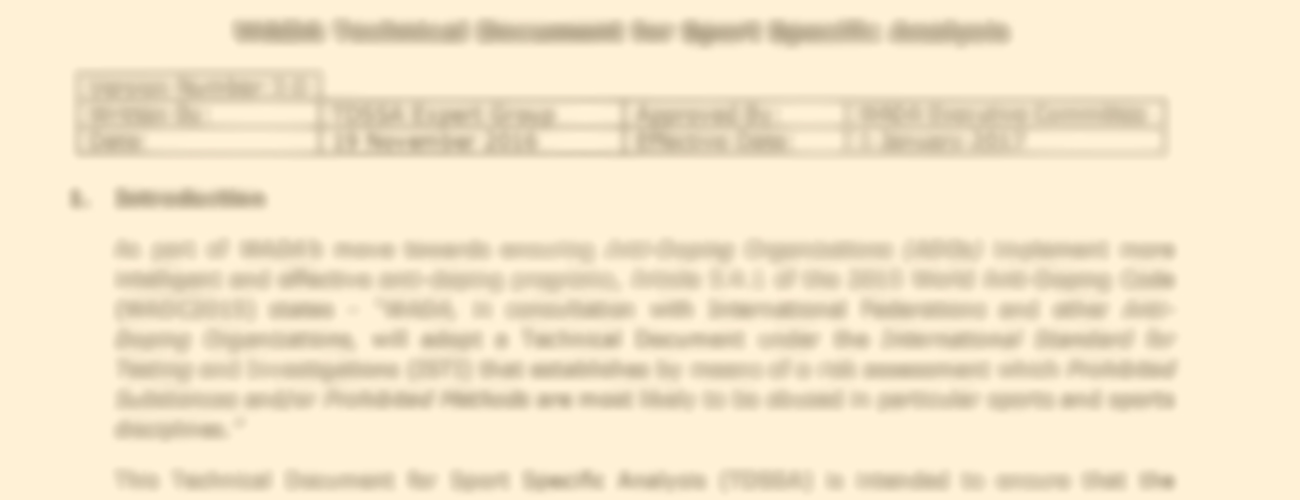 WADA Technical Document for Sport Specific Analysis
Version Number 3.0
Written By: TDSSA Expert Group Approved By: WADA Executive Committee
Date: 19 November 2016 Effective Date: 1 January 2017
1. Introduction
As part of WADA's move towards ensuring Anti-Doping Organizations (ADOs) implement more
intelligent and effective anti-doping programs, Article 5.4.1 of the 2015 World Anti-Doping Code
(WADC2015) states - "WADA, in consultation with International Federations and other Anti-
Doping Organizations, will adopt a Technical Document under the International Standard for
Testing and Investigations (ISTI) that establishes by means of a risk assessment which Prohibited
Substances and/or Prohibited Methods are most likely to be abused in particular sports and sports
disciplines."
This Technical Document for Sport Specific Analysis (TDSSA) is intended to ensure that the